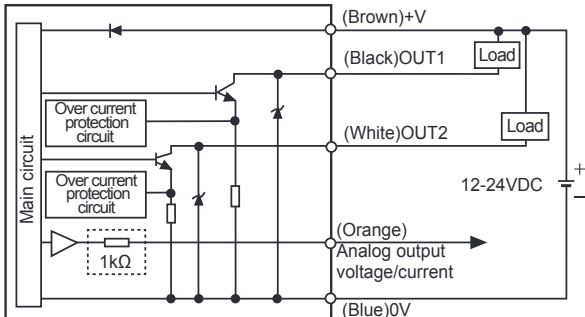 (Brown)+V
(Black)OUT1
Load
Over current
protection
circuit
(White)OUT2
Load
Main circuit
Over current
protection
circuit
12-24VDC
+
−
(Orange)
Analog output
voltage/current
1kΩ
(Blue)0V